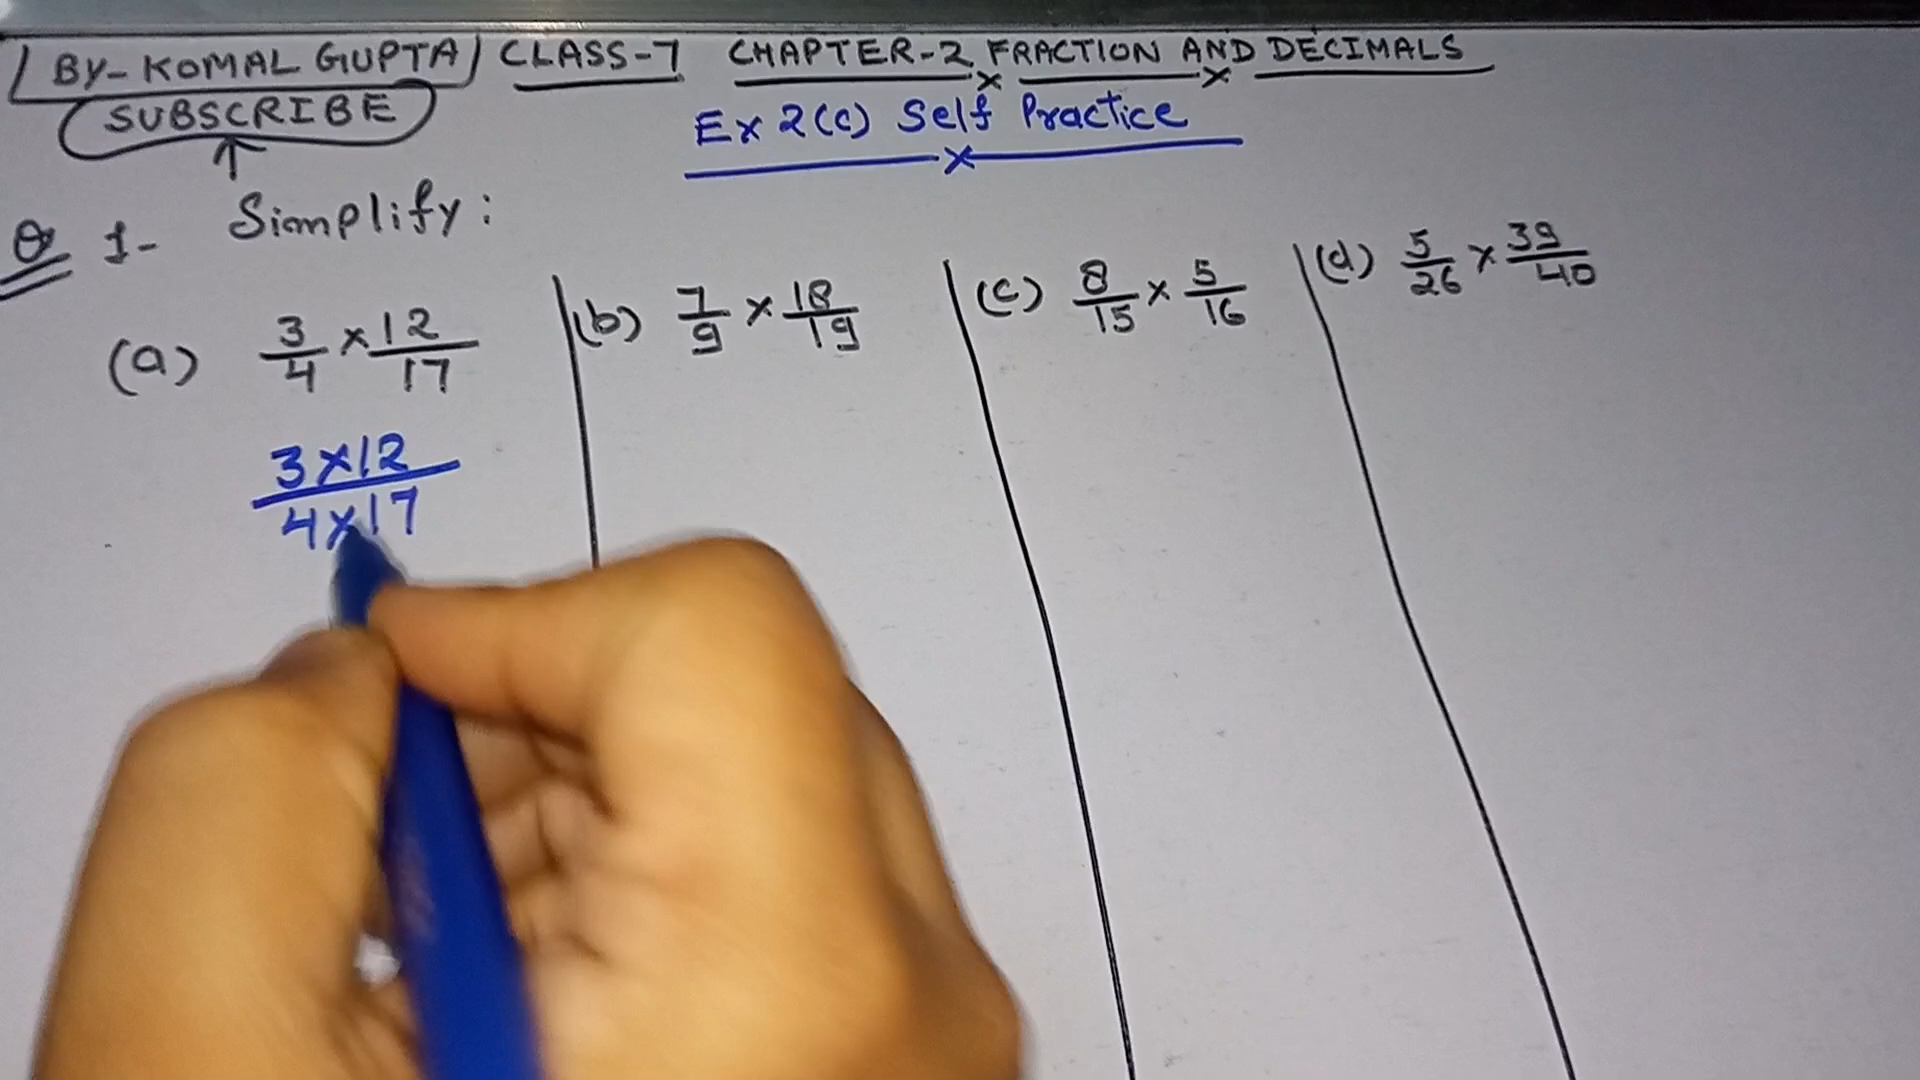 BY-KOMAL GUPTA CLASS-7 CHAPTER-2 FRACTION AND DECIMALS
SUBSCRIBE
Ex 2(c) Self Practice
Q 1- Simplify:
(a) 3/4 × 12/17
(b) 7/9 × 18/19
(c) 8/15 × 5/16
(d) 5/26 × 39/40
3×12
4×17